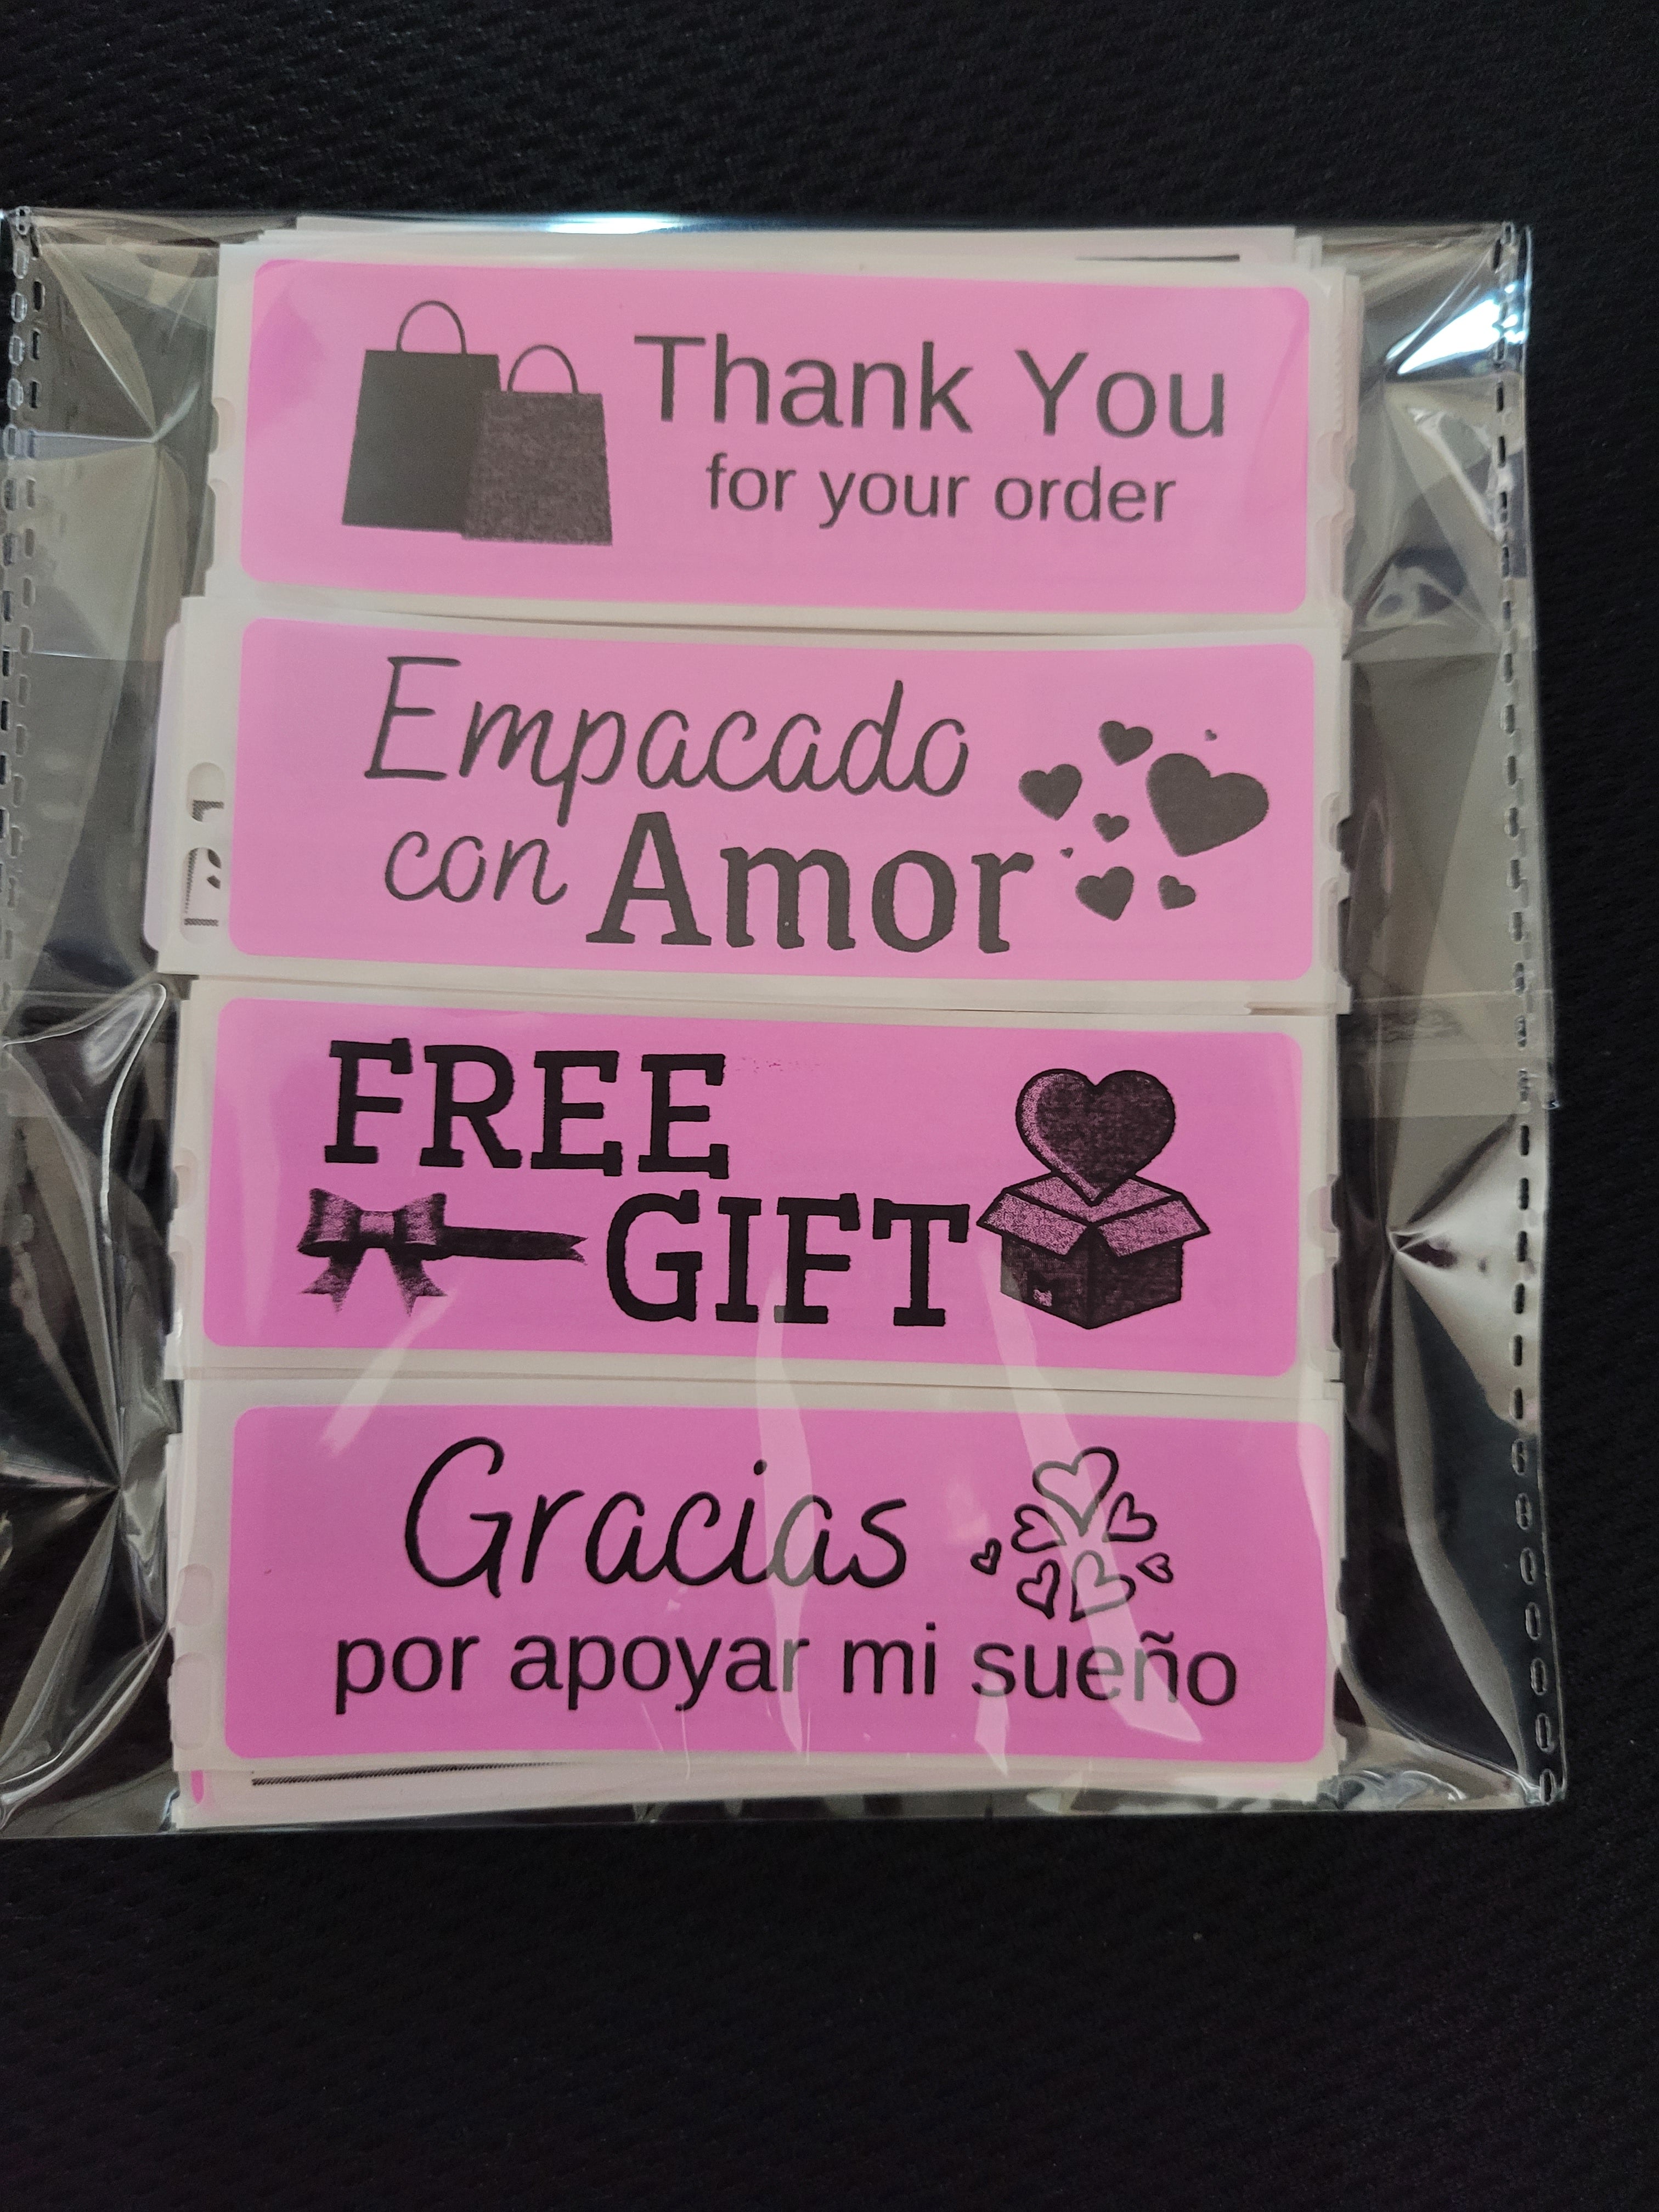 Thank You
for your order
Empacado
con Amor
FREE
GIFT
Gracias
por apoyar mi sueño